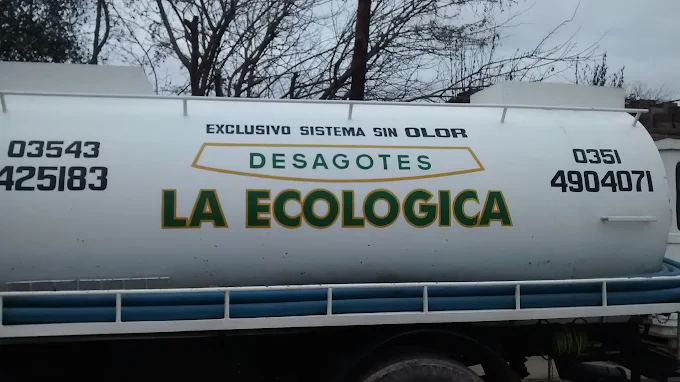 EXCLUSIVO SISTEMA SIN OLOR
DESAGOTES
LA ECOLOGICA
03543
425183
0351
4904071